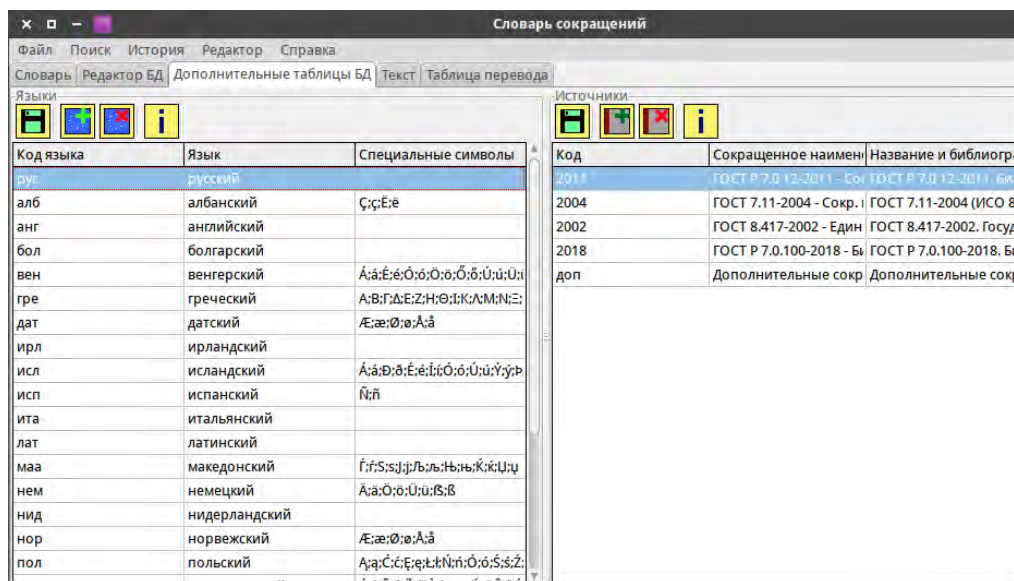 Словарь сокращений
Файл Поиск История Редактор Справка
Словарь Редактор БД Дополнительные таблицы БД Текст Таблица перевода
Языки
Код языка Язык Специальные символы
рус русский
алб албанский Ç;ç;Ë;ë
анг английский
бол болгарский
вен венгерский Á;á;É;é;Ó;ó;Ö;ö;Ő;ő;Ú;ú;Ü;ü
гре греческий Α;Β;Γ;Δ;Ε;Ζ;Η;Θ;Ι;Κ;Λ;Μ;Ν;Ξ;
дат датский Æ;æ;Ø;ø;Å;å
ирл ирландский
исл исландский Á;á;Ð;ð;É;é;Í;í;Ó;ó;Ú;ú;Ý;ý;Þ
исп испанский Ñ;ñ
ита итальянский
лат латинский
маа македонский Ѓ;ѓ;Ѕ;ѕ;Ј;ј;Љ;љ;Њ;њ;Ќ;ќ;Џ;џ
нем немецкий Ä;ä;Ö;ö;Ü;ü;ẞ;ß
нид нидерландский
нор норвежский Æ;æ;Ø;ø;Å;å
пол польский Ą;ą;Ć;ć;Ę;ę;Ł;ł;Ń;ń;Ó;ó;Ś;ś;Ź;
Источники
Код Сокращенное наимен Название и библиогр
2011 ГОСТ Р 7.0.12-2011 - Со ГОСТ Р 7.0.12-2011. Би
2004 ГОСТ 7.11-2004 - Сокр. ГОСТ 7.11-2004 (ИСО 8
2002 ГОСТ 8.417-2002 - Един ГОСТ 8.417-2002. Госуд
2018 ГОСТ Р 7.0.100-2018 - Би ГОСТ Р 7.0.100-2018. Би
доп Дополнительные сокр Дополнительные сокр